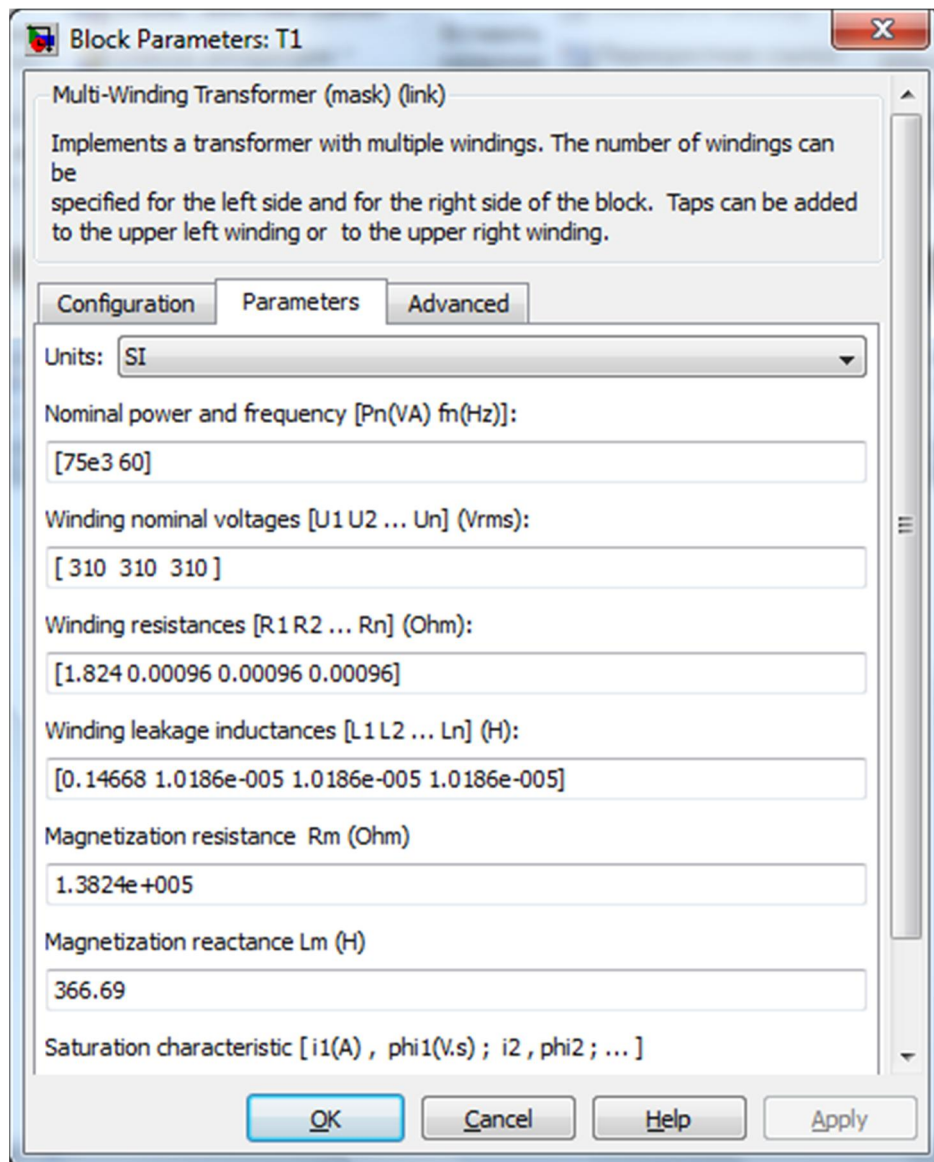 Block Parameters: T1
Multi-Winding Transformer (mask) (link)
Implements a transformer with multiple windings. The number of windings can
be
specified for the left side and for the right side of the block. Taps can be added
to the upper left winding or to the upper right winding.
Configuration Parameters Advanced
Units: SI
Nominal power and frequency [Pn(VA) fn(Hz)]:
[75e3 60]
Winding nominal voltages [U1 U2 ... Un] (Vrms):
[ 310 310 310 ]
Winding resistances [R1 R2 ... Rn] (Ohm):
[1.824 0.00096 0.00096 0.00096]
Winding leakage inductances [L1 L2 ... Ln] (H):
[0.14668 1.0186e-005 1.0186e-005 1.0186e-005]
Magnetization resistance Rm (Ohm)
1.3824e+005
Magnetization reactance Lm (H)
366.69
Saturation characteristic [ i1(A) , phi1(V.s) ; i2 , phi2 ; ... ]
OK Cancel Help Apply